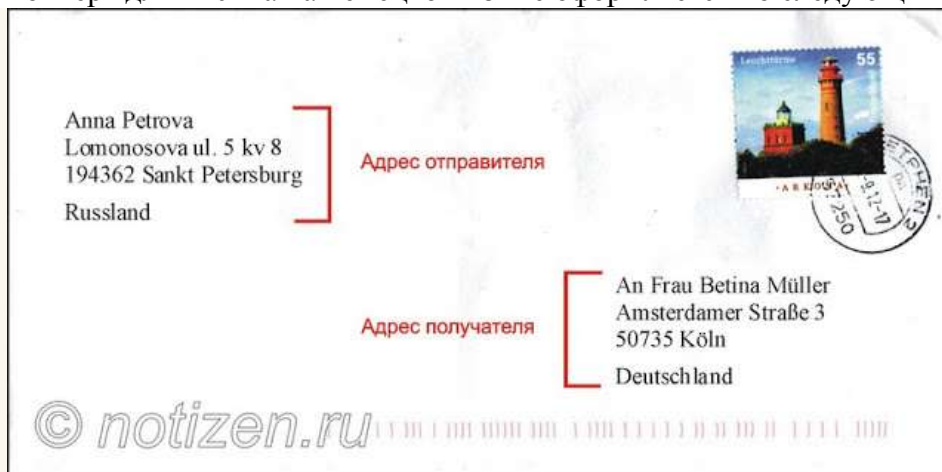 Leuchttürme 55
Anna Petrova
Lomonosova ul. 5 kv 8
194362 Sankt Petersburg
Russland
Адрес отправителя
ARKONA
An Frau Betina Müller
Amsterdamer Straße 3
50735 Köln
Deutschland
Адрес получателя
© notizen.ru